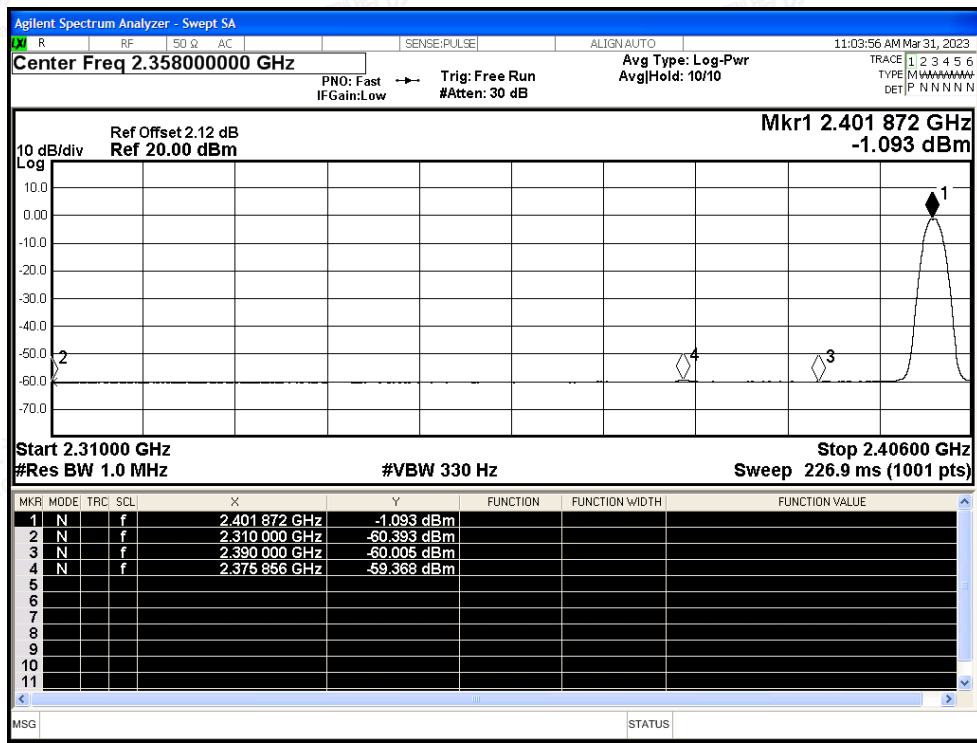 Agilent Spectrum Analyzer - Swept SA
LXI R RF 50 Ω AC SENSE:PULSE ALIGN AUTO 11:03:56 AM Mar 31, 2023
Center Freq 2.358000000 GHz
PNO: Fast
IFGain:Low
Trig: Free Run
#Atten: 30 dB
Avg Type: Log-Pwr
Avg|Hold: 10/10
TRACE 1 2 3 4 5 6
TYPE M
DET P N N N N N
Mkr1 2.401 872 GHz
-1.093 dBm
Ref Offset 2.12 dB
10 dB/div Ref 20.00 dBm
Log
10.0
0.00
-10.0
-20.0
-30.0
-40.0
-50.0
-60.0
-70.0
1
2
4
3
Start 2.31000 GHz Stop 2.40600 GHz
#Res BW 1.0 MHz #VBW 330 Hz Sweep 226.9 ms (1001 pts)
MKR MODE TRC SCL X Y FUNCTION FUNCTION WIDTH FUNCTION VALUE
1 N f 2.401 872 GHz -1.093 dBm
2 N f 2.310 000 GHz -60.393 dBm
3 N f 2.390 000 GHz -60.005 dBm
4 N f 2.375 856 GHz -59.368 dBm
5
6
7
8
9
10
11
MSG STATUS